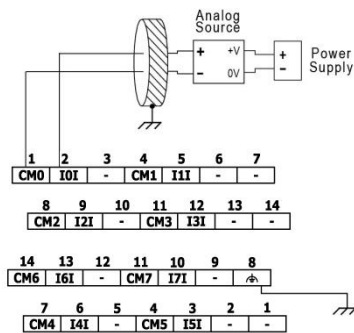 Analog
Source
+ +V
- 0V
+
-
Power
Supply
1 2 3 4 5 6 7
CM0 I0I - CM1 I1I - -
8 9 10 11 12 13 14
CM2 I2I - CM3 I3I - -
14 13 12 11 10 9 8
CM6 I6I - CM7 I7I -
7 6 5 4 3 2 1
CM4 I4I - CM5 I5I - -